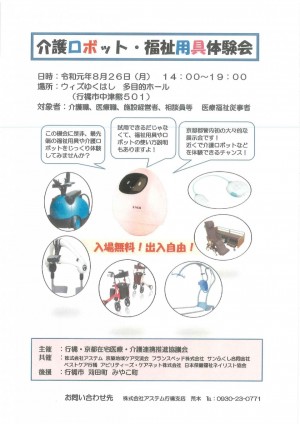 介護ロボット・福祉用具体験会
日時：令和元年８月２６日（月）　１４：００～１９：００
場所：ウィズゆくはし　多目的ホール
（行橋市中津熊５０１）
対象者：介護職、医療職、施設経営者、相談員等　医療福祉従事者
この機会に是非、最先端の福祉用具や介護ロボットをじっくり体験してみませんか？
試用できるだけじゃなくて、福祉用具やロボットの使い方説明もありますよ！
京都郡管内初の大々的な展示会です！
近くで介護ロボットなどを体験できるチャンス！
入場無料！出入自由！
主催　：　行橋・京都在宅医療・介護連携推進協議会
共催　：　株式会社アステム　筑築地域ケア交流会　フランスベッド株式会社　サンふくし合同会社
ベストケア行橋　アビリティーズ・ケアネット株式会社　日本保健福祉ネイリスト協会
後援　：　行橋市　苅田町　みやこ町
お問い合わせ先　株式会社アステム行橋支店　荒木　℡：0930-23-0771